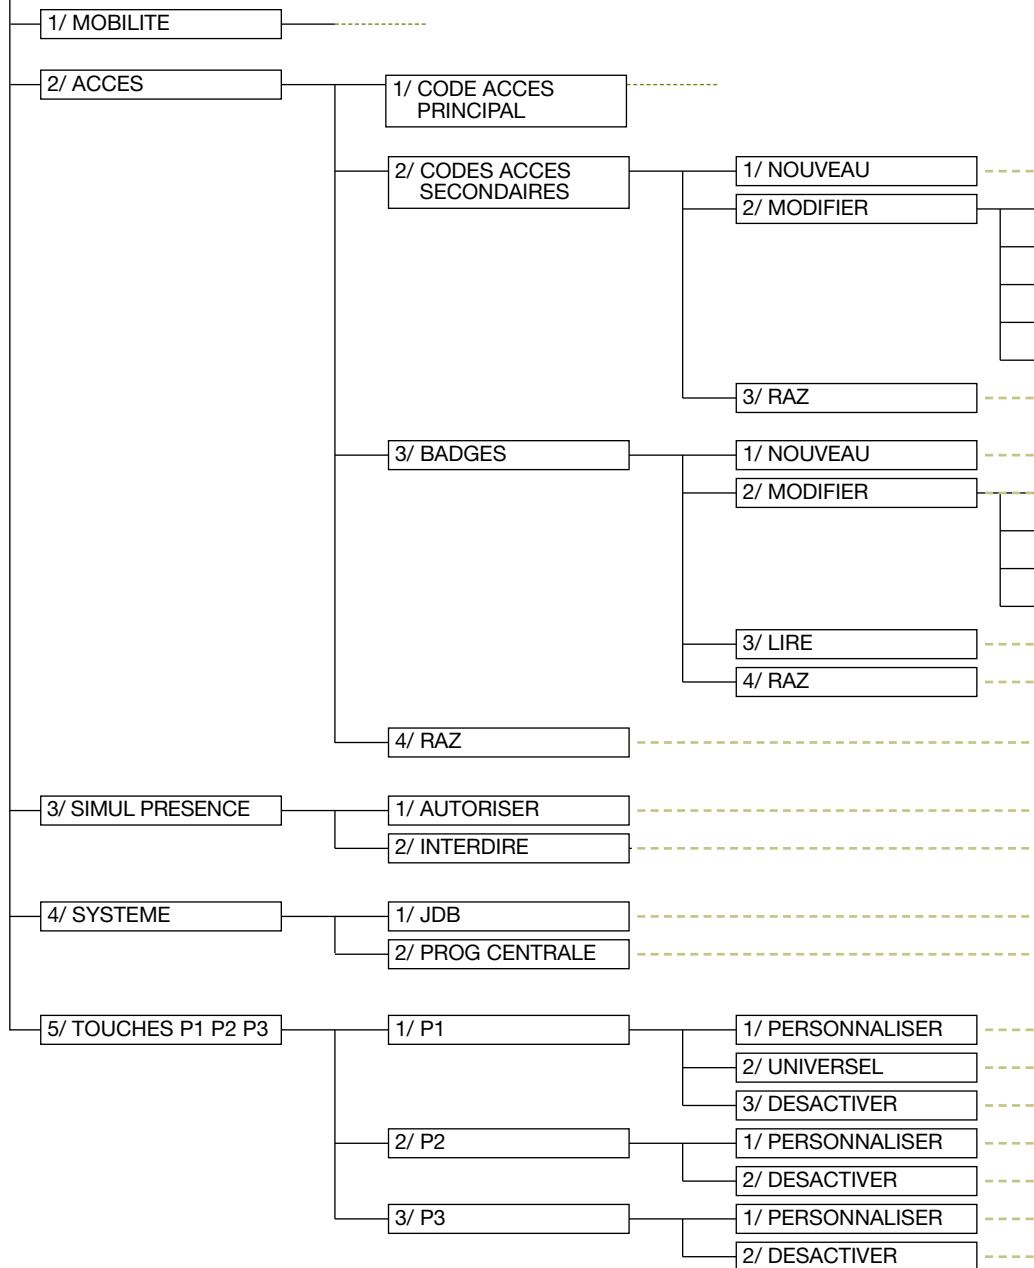 1/ MOBILITE
2/ ACCES
1/ CODE ACCES
PRINCIPAL
2/ CODES ACCES
SECONDAIRES
1/ NOUVEAU
2/ MODIFIER
3/ RAZ
3/ BADGES
1/ NOUVEAU
2/ MODIFIER
3/ LIRE
4/ RAZ
4/ RAZ
3/ SIMUL PRESENCE
1/ AUTORISER
2/ INTERDIRE
4/ SYSTEME
1/ JDB
2/ PROG CENTRALE
5/ TOUCHES P1 P2 P3
1/ P1
1/ PERSONNALISER
2/ UNIVERSEL
3/ DESACTIVER
2/ P2
1/ PERSONNALISER
2/ DESACTIVER
3/ P3
1/ PERSONNALISER
2/ DESACTIVER